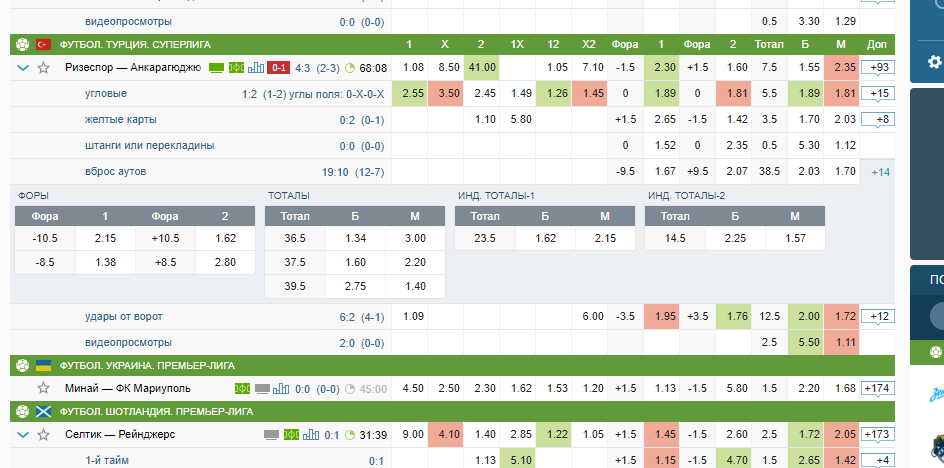 видеопросмотры 0:0 (0-0) 0.5 3.30 1.29
ФУТБОЛ. ТУРЦИЯ. СУПЕРЛИГА 1 X 2 1X 12 X2 Фора 1 Фора 2 Тотал Б М Доп
Ризеспор — Анкарагюджю 0-1 4:3 (2-3) 68:08 1.08 8.50 41.00 1.05 7.10 -1.5 2.30 +1.5 1.60 7.5 1.55 2.35 +93
угловые 1:2 (1-2) углы поля: 0-X-0-X 2.55 3.50 2.45 1.49 1.26 1.45 0 1.89 0 1.81 5.5 1.89 1.81 +15
желтые карты 0:2 (0-1) 1.10 5.80 +1.5 2.65 -1.5 1.42 3.5 1.70 2.03 +8
штанги или перекладины 0:0 (0-0) 0 1.52 0 2.35 0.5 5.30 1.12
вброс аутов 19:10 (12-7) -9.5 1.67 +9.5 2.07 38.5 2.03 1.70 +14
ФОРЫ ТОТАЛЫ ИНД. ТОТАЛЫ-1 ИНД. ТОТАЛЫ-2
Фора 1 Фора 2 Тотал Б М Тотал Б М Тотал Б М
-10.5 2.15 +10.5 1.62 36.5 1.34 3.00 23.5 1.62 2.15 14.5 2.25 1.57
-8.5 1.38 +8.5 2.80 37.5 1.60 2.20
39.5 2.75 1.40
удары от ворот 6:2 (4-1) 1.09 6.00 -3.5 1.95 +3.5 1.76 12.5 2.00 1.72 +12
видеопросмотры 2:0 (0-0) 2.5 5.50 1.11
ФУТБОЛ. УКРАИНА. ПРЕМЬЕР-ЛИГА
Минай — ФК Мариуполь 0:0 (0-0) 45:00 4.50 2.50 2.30 1.62 1.53 1.20 +1.5 1.13 -1.5 5.80 1.5 2.20 1.68 +174
ФУТБОЛ. ШОТЛАНДИЯ. ПРЕМЬЕР-ЛИГА
Селтик — Рейнджерс 0:1 31:39 9.00 4.10 1.40 2.85 1.22 1.05 +1.5 1.45 -1.5 2.60 2.5 1.72 2.05 +173
1-й тайм 0:1 1.13 5.10 +1.5 1.15 -1.5 4.70 1.5 2.65 1.42 +4